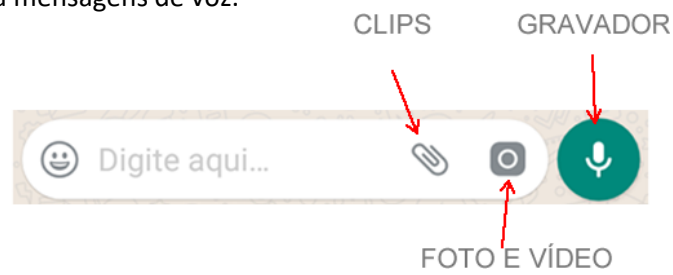 mensagens de voz.
CLIPS
GRAVADOR
Digite aqui...
FOTO E VÍDEO